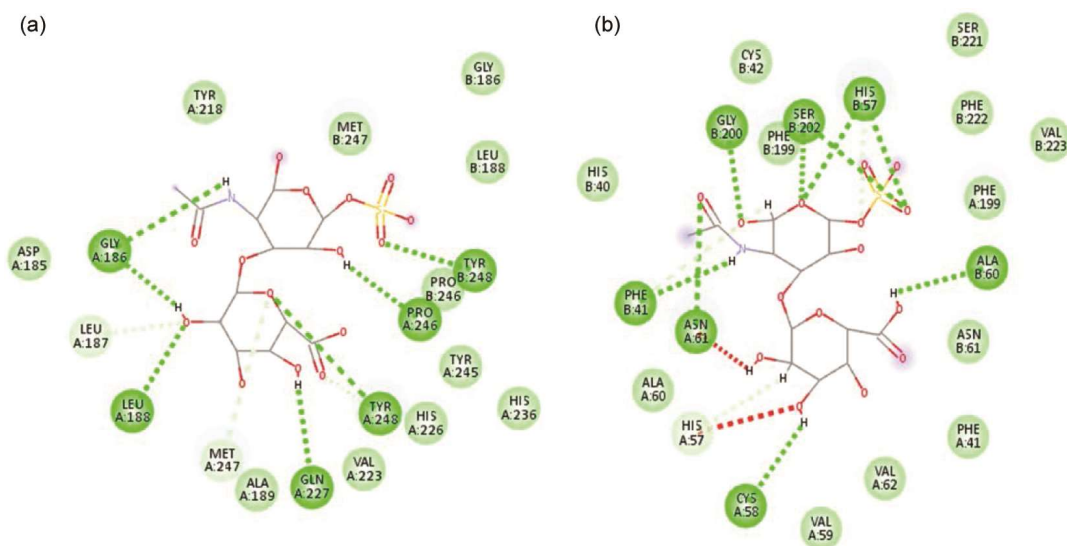 (a)
GLY
B:186
TYR
A:218
MET
B:247
LEU
B:188
H
N
O
O
O
O
O
S
O
O
O
ASP
A:185
GLY
A:186
O
O
H
TYR
B:248
PRO
B:246
PRO
A:246
H
O
O
O
LEU
A:187
O
H
O
TYR
A:245
LEU
A:188
O
TYR
A:248
HIS
A:226
HIS
A:236
MET
A:247
ALA
A:189
GLN
A:227
VAL
A:223
(b)
SER
B:221
CYS
B:42
HIS
B:57
GLY
B:200
SER
B:202
PHE
B:199
PHE
B:222
VAL
B:223
HIS
B:40
O
H
O
O
O
S
O
O
O
PHE
A:199
N
H
O
PHE
B:41
ASN
A:61
O
H
O
ALA
B:60
O
H
O
O
ASN
B:61
ALA
A:60
H
O
O
HIS
A:57
H
PHE
A:41
CYS
A:58
VAL
A:62
VAL
A:59